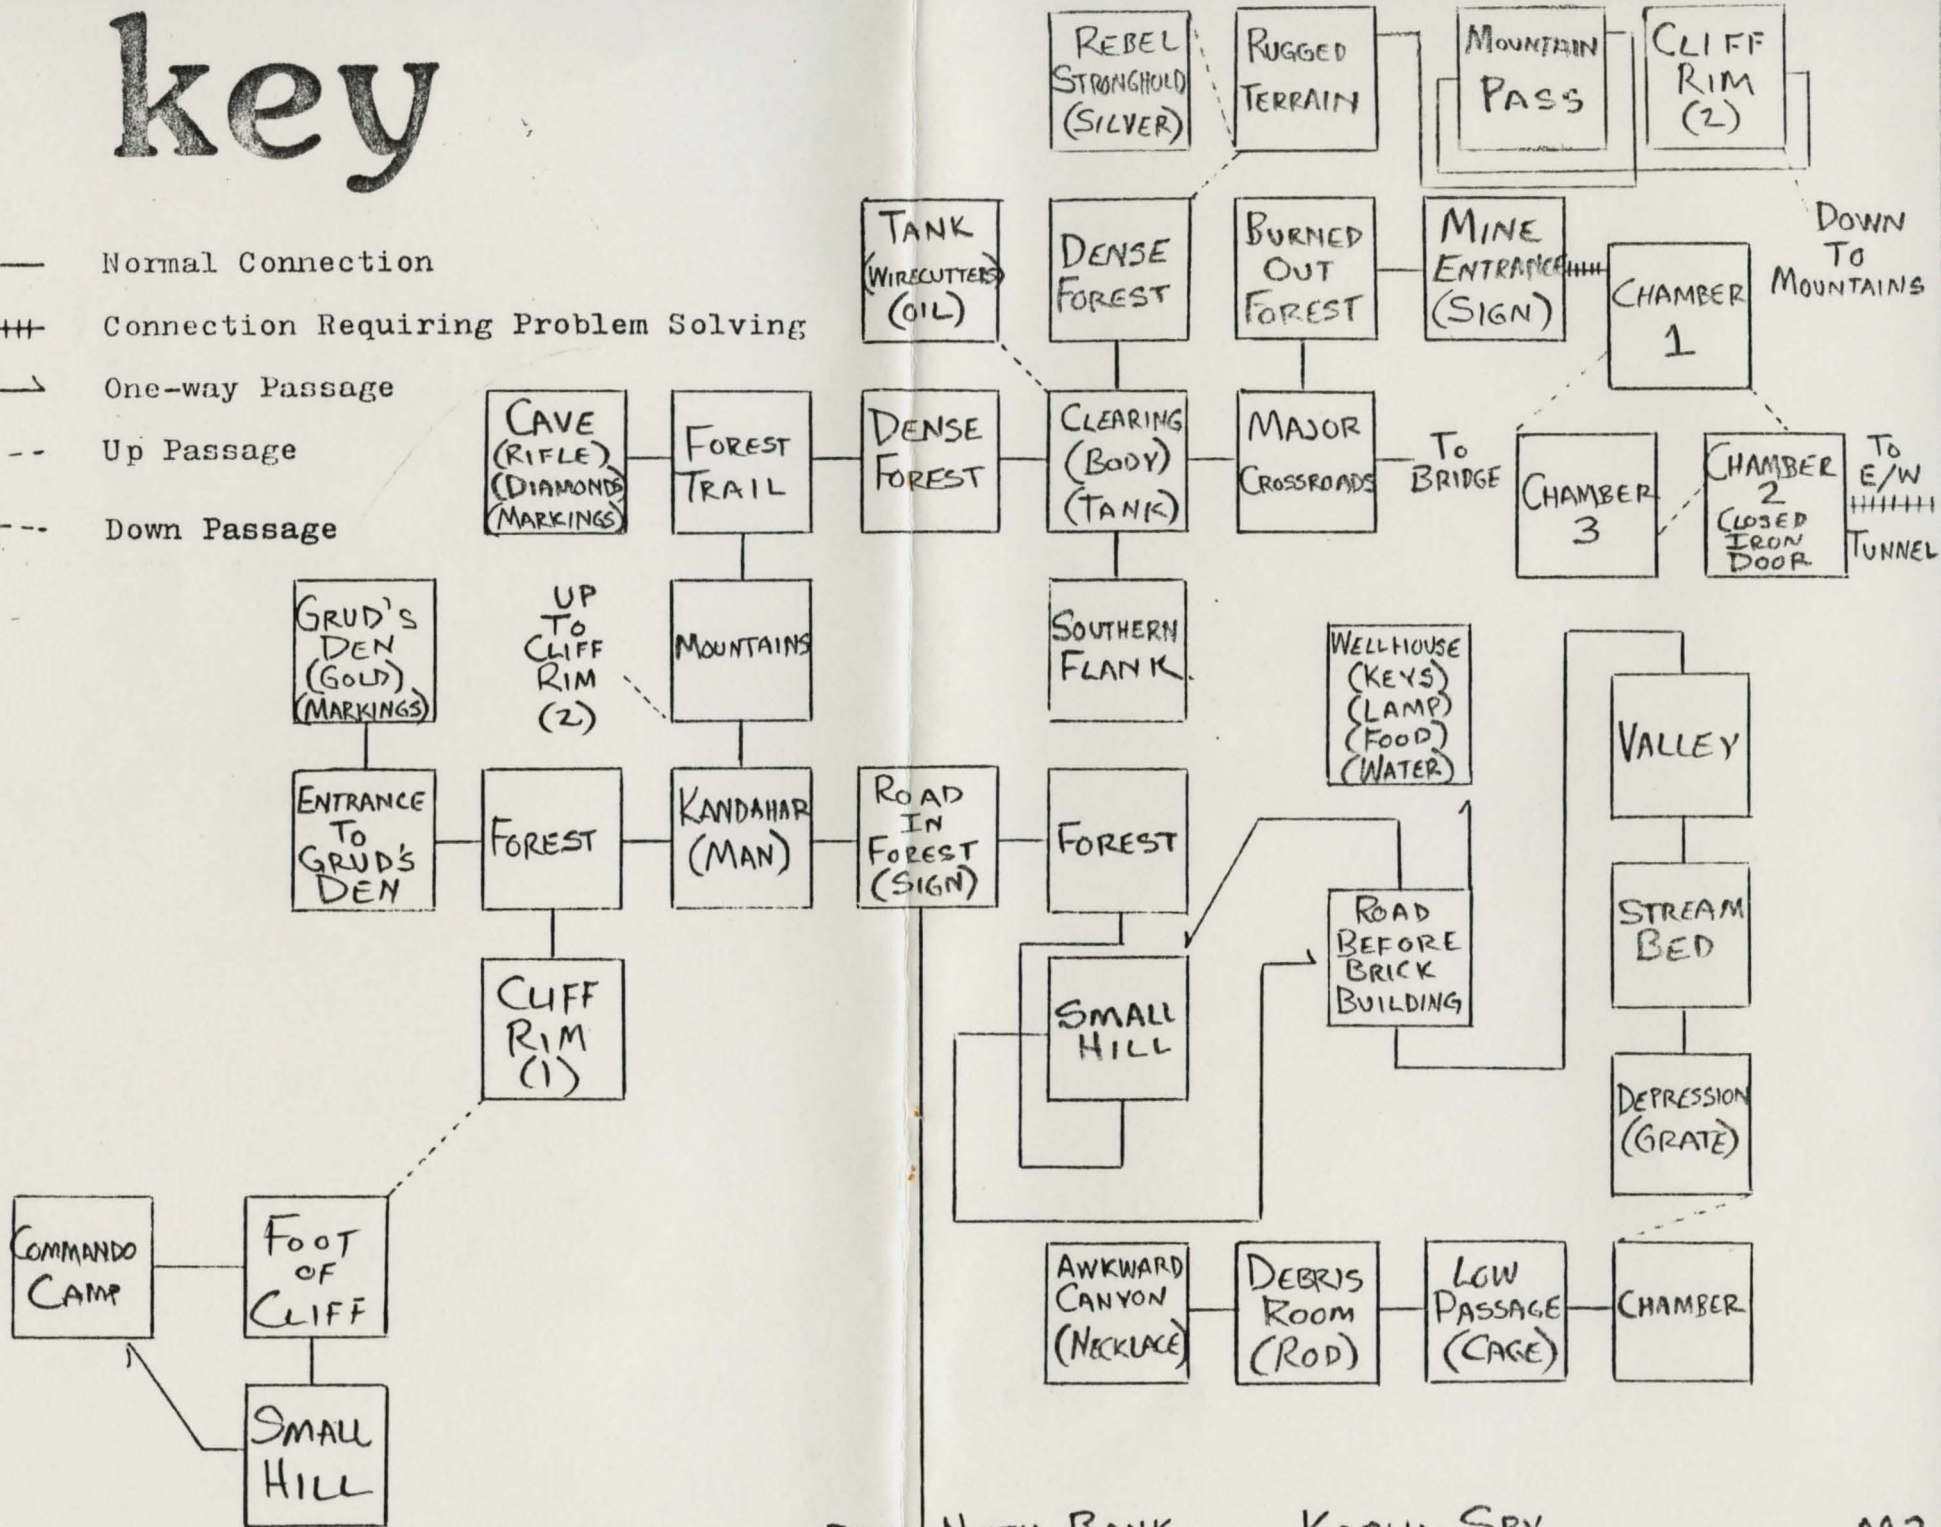 key
Normal Connection
Connection Requiring Problem Solving
One-way Passage
Up Passage
Down Passage
REBEL
STRONGHOLD
(SILVER)
RUGGED
TERRAIN
MOUNTAIN
PASS
CLIFF
RIM
(2)
TANK
(WIRECUTTERS)
(OIL)
DENSE
FOREST
BURNED
OUT
FOREST
MINE
ENTRANCE
(SIGN)
CHAMBER
1
DOWN
TO
MOUNTAINS
CAVE
(RIFLE)
(DIAMONDS)
(MARKINGS)
FOREST
TRAIL
DENSE
FOREST
CLEARING
(BODY)
(TANK)
MAJOR
CROSSROADS
TO
BRIDGE
CHAMBER
3
CHAMBER
2
CLOSED
IRON
DOOR
TO
E/W
TUNNEL
GRUD'S
DEN
(GOLD)
(MARKINGS)
UP
TO
CLIFF
RIM
(2)
MOUNTAINS
SOUTHERN
FLANK
WELLHOUSE
(KEYS)
(LAMP)
(FOOD)
(WATER)
VALLEY
ENTRANCE
TO
GRUD'S
DEN
FOREST
KANDAHAR
(MAN)
ROAD
IN
FOREST
(SIGN)
FOREST
ROAD
BEFORE
BRICK
BUILDING
STREAM
BED
CLIFF
RIM
(1)
SMALL
HILL
DEPRESSION
(GRATE)
COMMANDO
CAMP
FOOT
OF
CLIFF
AWKWARD
CANYON
(NECKLACE)
DEBRIS
ROOM
(ROD)
LOW
PASSAGE
(CAGE)
CHAMBER
SMALL
HILL